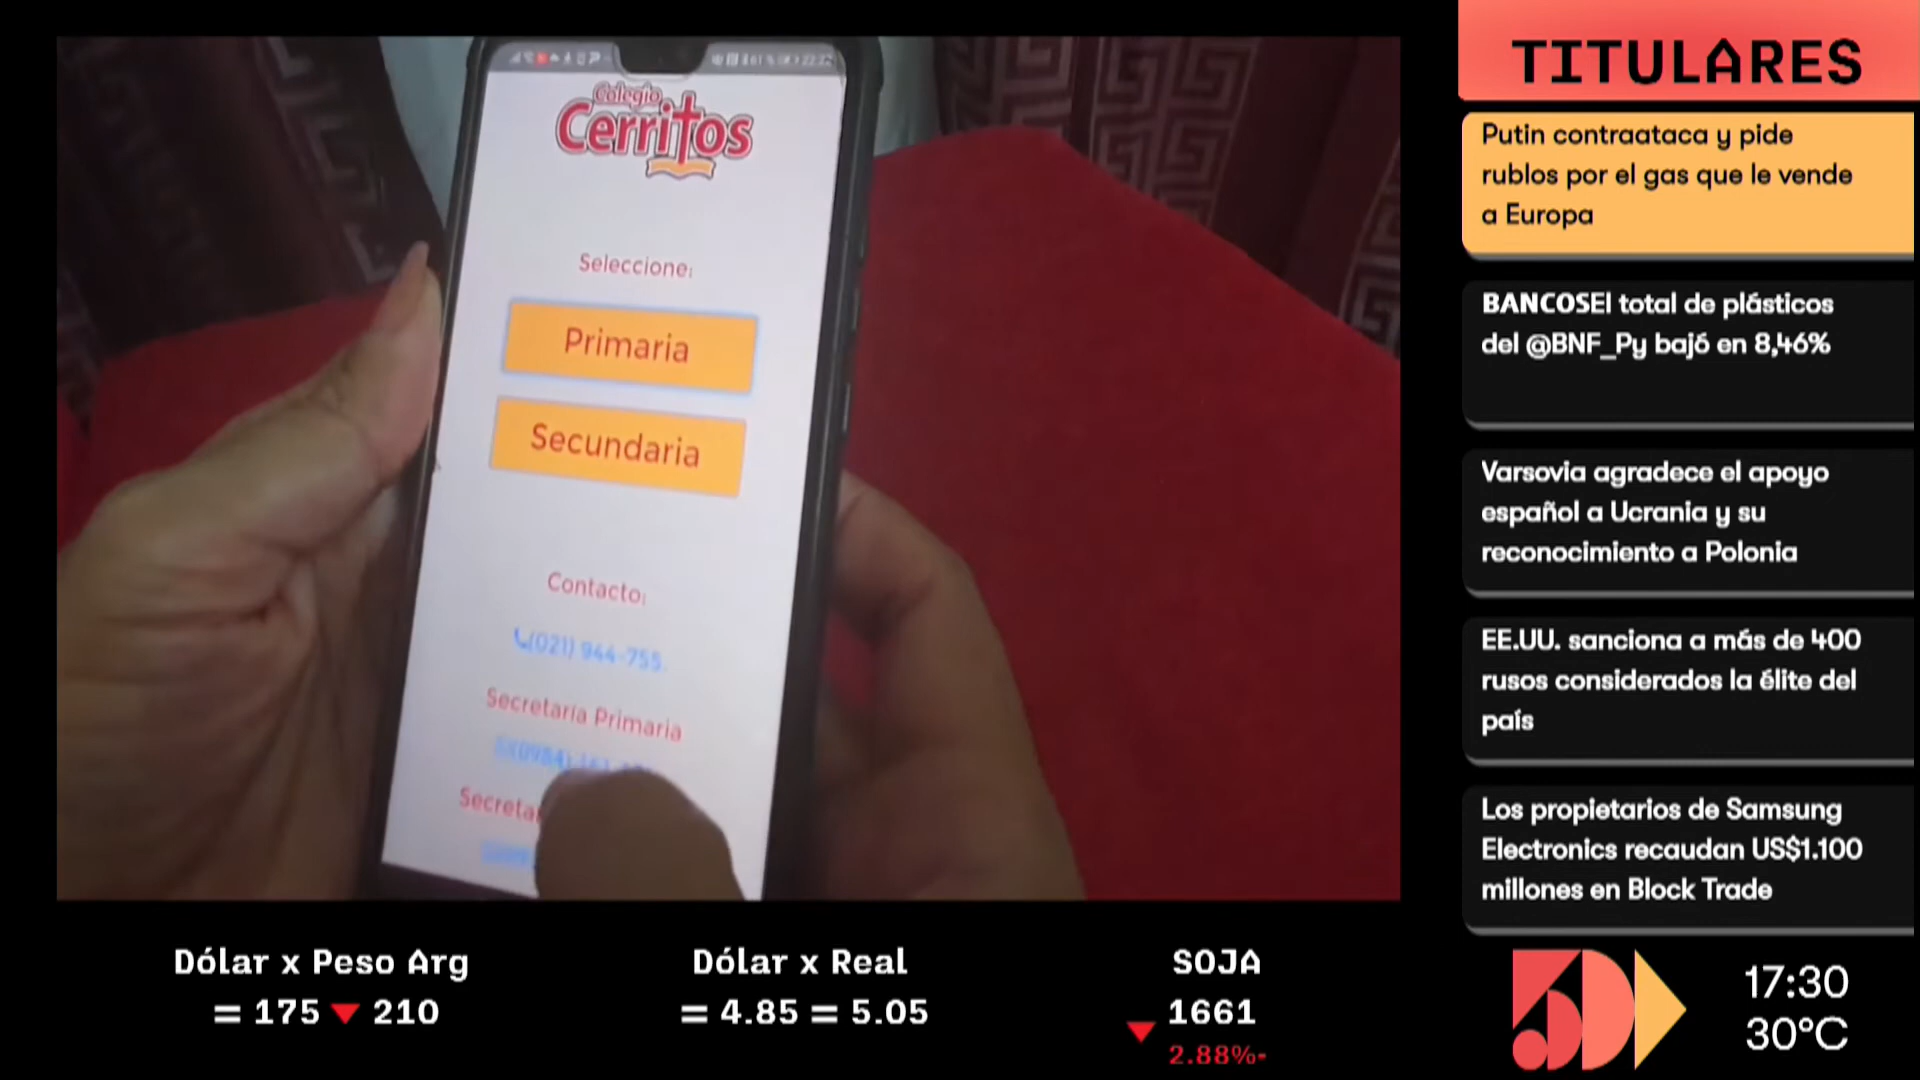 Colegio
Cerritos
Seleccione:
Primaria
Secundaria
Contacto:
(021) 944-755
Secretaría Primaria
TITULARES
Putin contraataca y pide
rublos por el gas que le vende
a Europa
BANCOSEl total de plásticos
del @BNF_Py bajó en 8,46%
Varsovia agradece el apoyo
español a Ucrania y su
reconocimiento a Polonia
EE.UU. sanciona a más de 400
rusos considerados la élite del
país
Los propietarios de Samsung
Electronics recaudan US$1.100
millones en Block Trade
Dólar x Peso Arg
= 175 210
Dólar x Real
= 4.85 = 5.05
SOJA
1661
2.88%-
5D
17:30
30°C